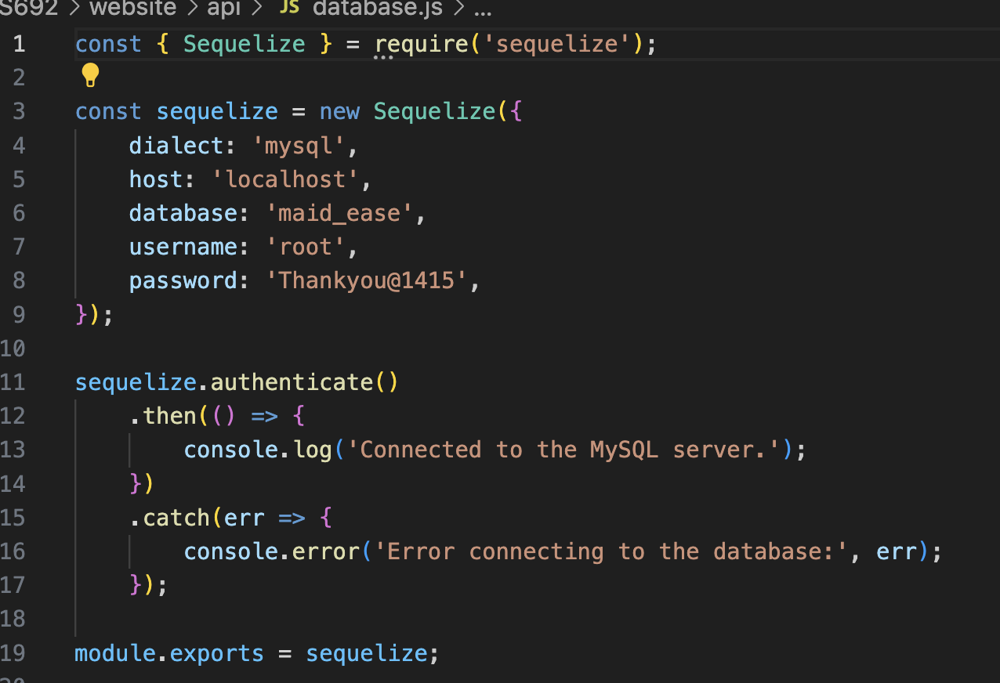 S692 > website > api > JS database.js > ...
1 const { Sequelize } = require('sequelize');
2
3 const sequelize = new Sequelize({
4     dialect: 'mysql',
5     host: 'localhost',
6     database: 'maid_ease',
7     username: 'root',
8     password: 'Thankyou@1415',
9 });
10
11 sequelize.authenticate()
12     .then(() => {
13         console.log('Connected to the MySQL server.');
14     })
15     .catch(err => {
16         console.error('Error connecting to the database:', err);
17     });
18
19 module.exports = sequelize;
20